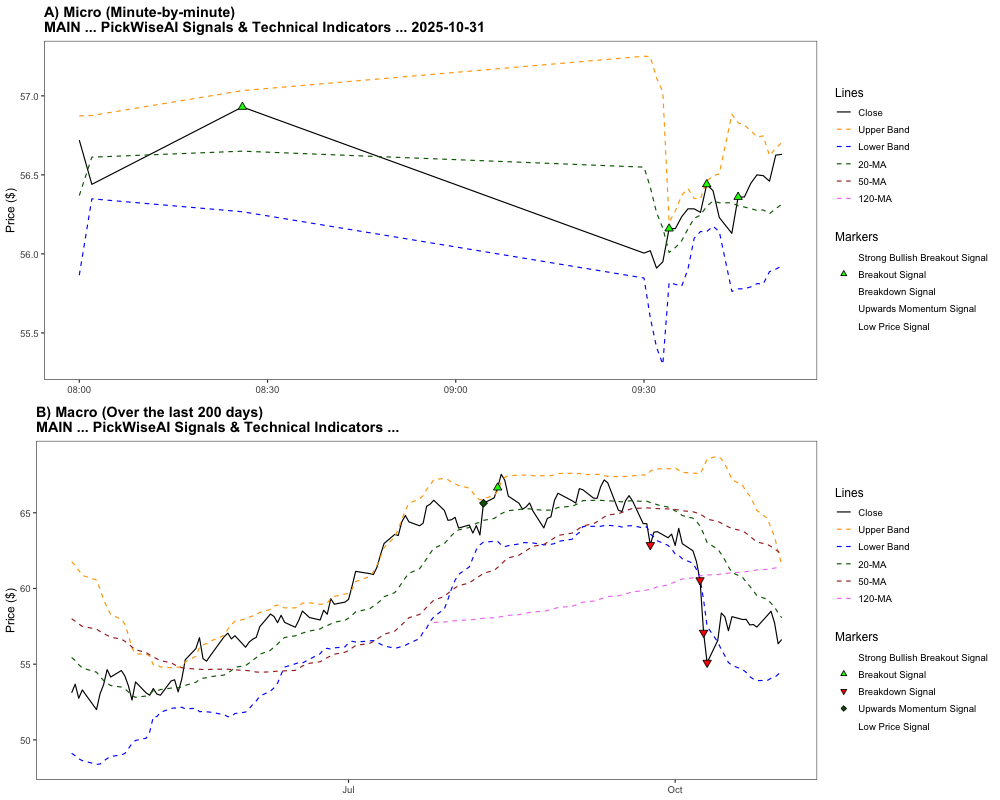 A) Micro (Minute-by-minute)
MAIN ... PickWiseAI Signals & Technical Indicators ... 2025-10-31
Price ($)
57.0
56.5
56.0
55.5
08:00
08:30
09:00
09:30
Lines
Close
Upper Band
Lower Band
20-MA
50-MA
120-MA
Markers
Strong Bullish Breakout Signal
Breakout Signal
Breakdown Signal
Upwards Momentum Signal
Low Price Signal
B) Macro (Over the last 200 days)
MAIN ... PickWiseAI Signals & Technical Indicators ...
Price ($)
65
60
55
50
Jul
Oct
Lines
Close
Upper Band
Lower Band
20-MA
50-MA
120-MA
Markers
Strong Bullish Breakout Signal
Breakout Signal
Breakdown Signal
Upwards Momentum Signal
Low Price Signal